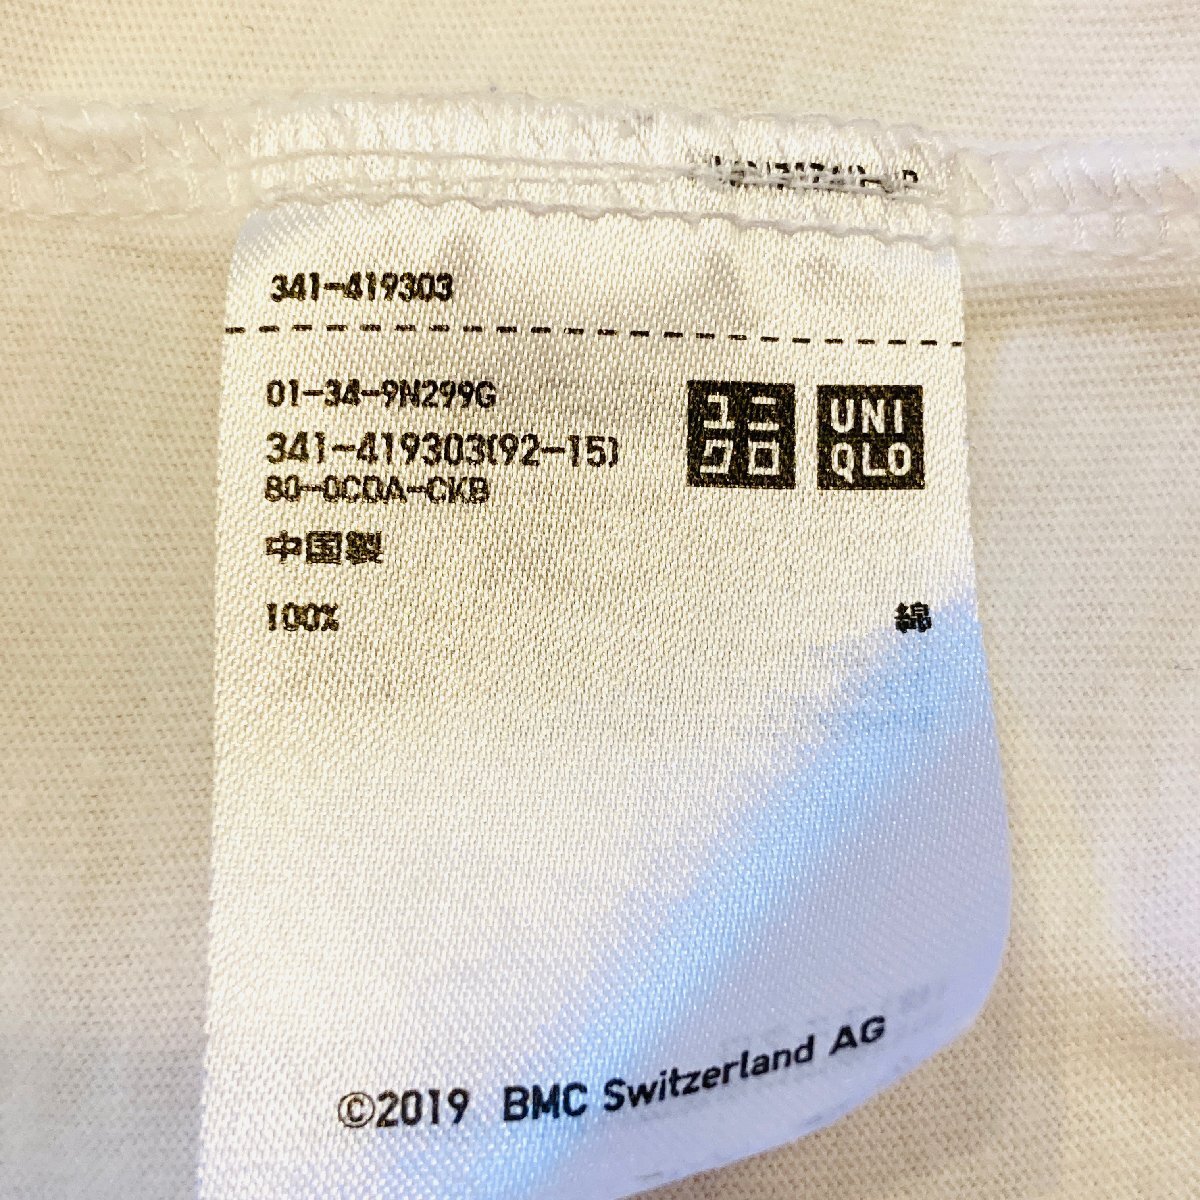 341-419303
01-34-9N299G
341-419303(92-15)
80-0C0A-CKB
中国製
100% 綿
ユニ
クロ
UNI
QLO
©2019 BMC Switzerland AG